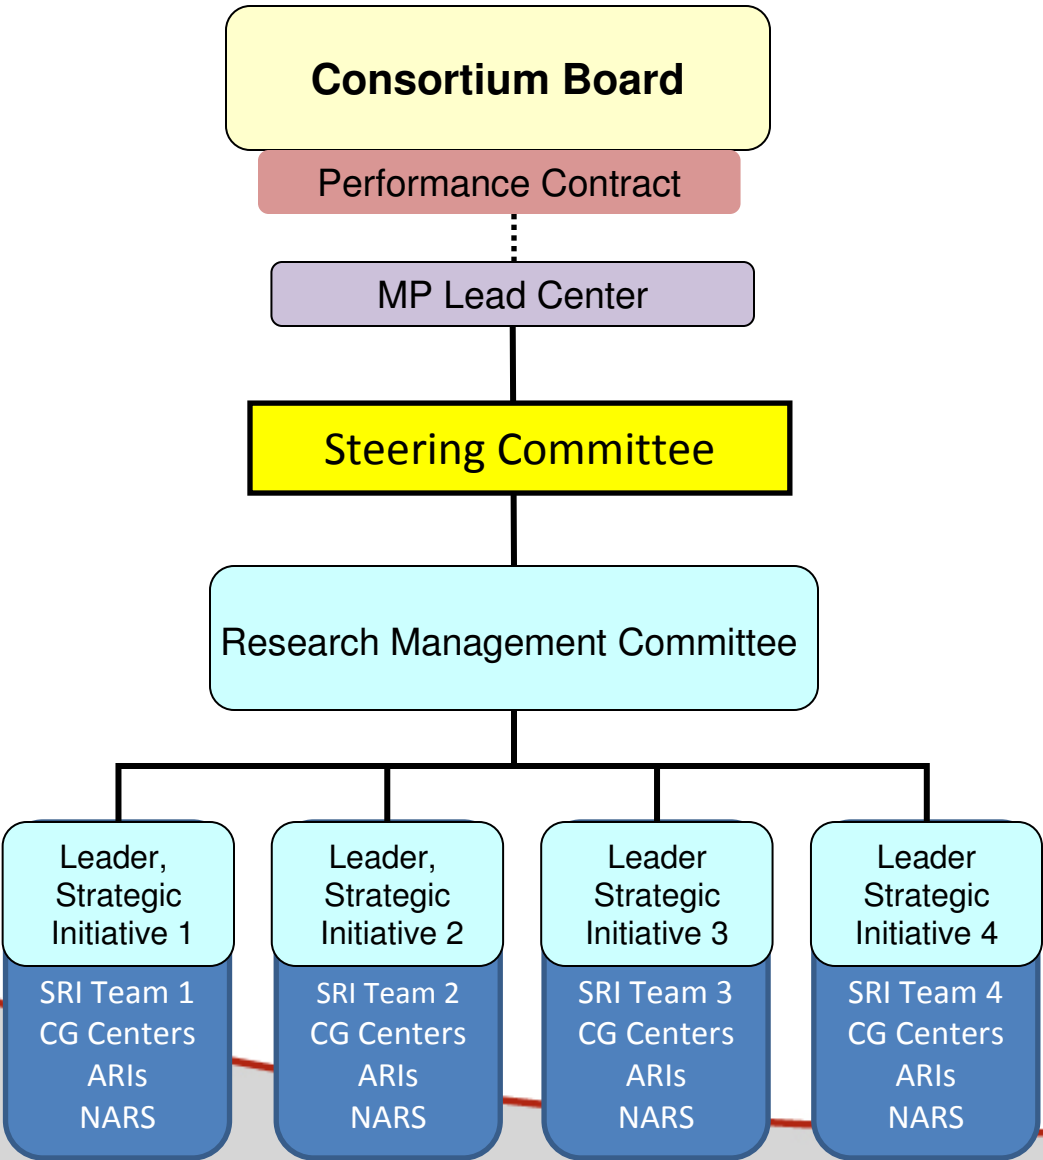 Consortium Board
Performance Contract
MP Lead Center
Steering Committee
Research Management Committee
Leader,
Strategic
Initiative 1
SRI Team 1
CG Centers
ARIs
NARS
Leader,
Strategic
Initiative 2
SRI Team 2
CG Centers
ARIs
NARS
Leader
Strategic
Initiative 3
SRI Team 3
CG Centers
ARIs
NARS
Leader
Strategic
Initiative 4
SRI Team 4
CG Centers
ARIs
NARS